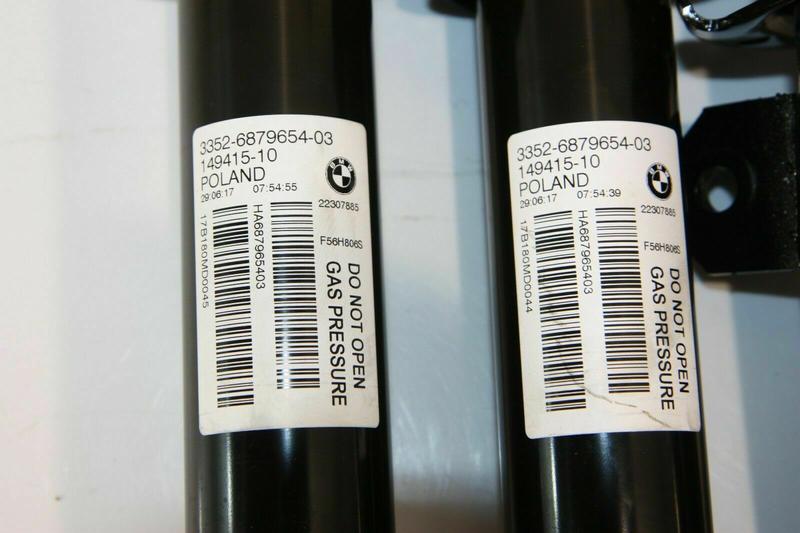 3352-6879654-03
149415-10
POLAND
29:06:17 07:54:55
BMW
22307885
F56H806S
17B180MD0045
HA687965403
DO NOT OPEN
GAS PRESSURE
3352-6879654-03
149415-10
POLAND
29:06:17 07:54:39
BMW
22307885
F56H806S
17B180MD0044
HA687965403
DO NOT OPEN
GAS PRESSURE